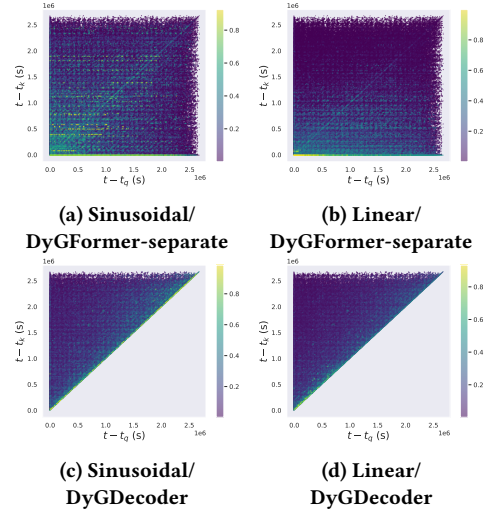 1e6
2.5
2.0
1.5
1.0
0.5
0.0
t − t_k (s)
0.0 0.5 1.0 1.5 2.0 2.5
1e6
t − t_q (s)
0.8
0.6
0.4
0.2
1e6
2.5
2.0
1.5
1.0
0.5
0.0
t − t_k (s)
0.0 0.5 1.0 1.5 2.0 2.5
1e6
t − t_q (s)
0.8
0.6
0.4
0.2
(a) Sinusoidal/
DyGFormer-separate
(b) Linear/
DyGFormer-separate
1e6
2.5
2.0
1.5
1.0
0.5
0.0
t − t_k (s)
0.0 0.5 1.0 1.5 2.0 2.5
1e6
t − t_q (s)
0.8
0.6
0.4
0.2
1e6
2.5
2.0
1.5
1.0
0.5
0.0
t − t_k (s)
0.0 0.5 1.0 1.5 2.0 2.5
1e6
t − t_q (s)
0.8
0.6
0.4
0.2
(c) Sinusoidal/
DyGDecoder
(d) Linear/
DyGDecoder